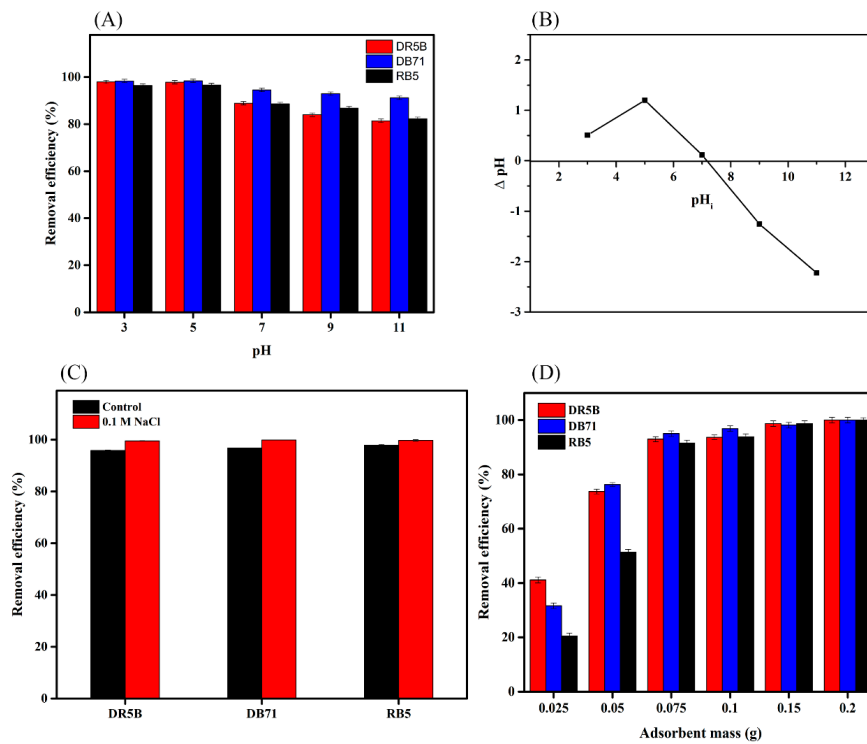 (A)
DR5B
DB71
RB5
Removal efficiency (%)
100
80
60
40
20
0
3 5 7 9 11
pH
(B)
2
1
0
-1
-2
-3
Δ pH
2 4 6 8 10 12
pHi
(C)
Control
0.1 M NaCl
Removal efficiency (%)
100
80
60
40
20
0
DR5B DB71 RB5
(D)
DR5B
DB71
RB5
Removal efficiency (%)
100
80
60
40
20
0
0.025 0.05 0.075 0.1 0.15 0.2
Adsorbent mass (g)